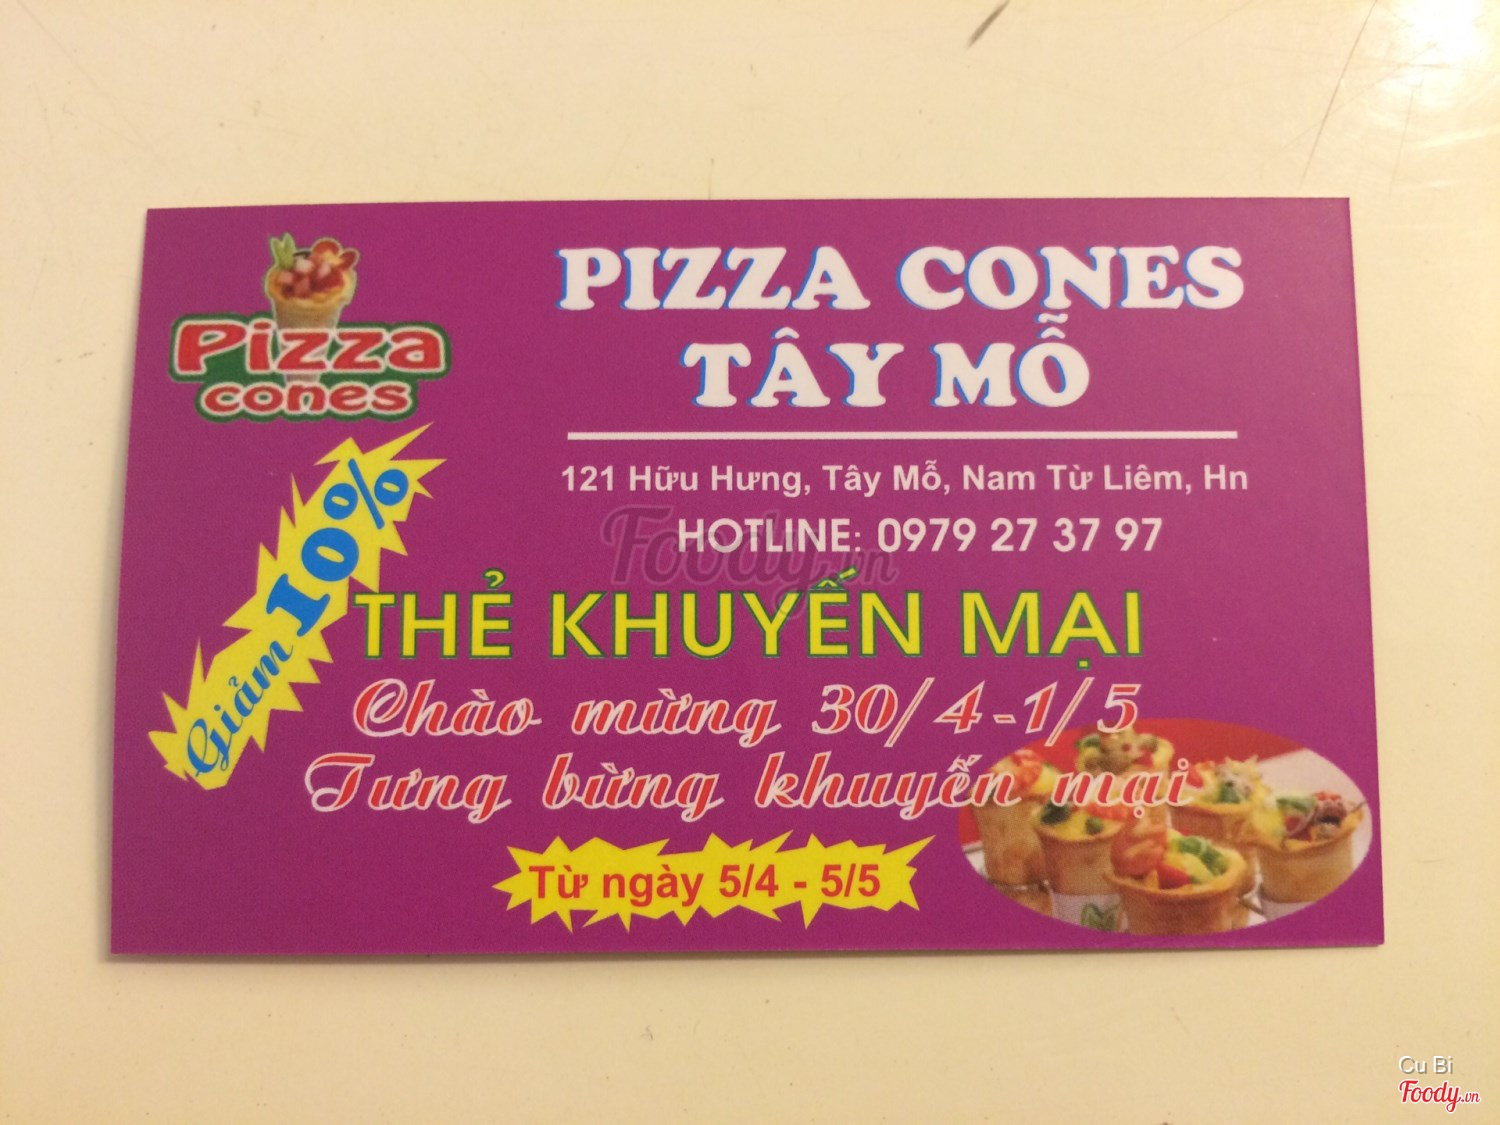 Pizza
cones
PIZZA CONES
TÂY MỖ
121 Hữu Hưng, Tây Mỗ, Nam Từ Liêm, Hn
HOTLINE: 0979 27 37 97
Foody.vn
Giảm 10%
THẺ KHUYẾN MẠI
Chào mừng 30/4-1/5
Tưng bừng khuyến mại
Từ ngày 5/4 - 5/5
Cu Bi
Foody.vn